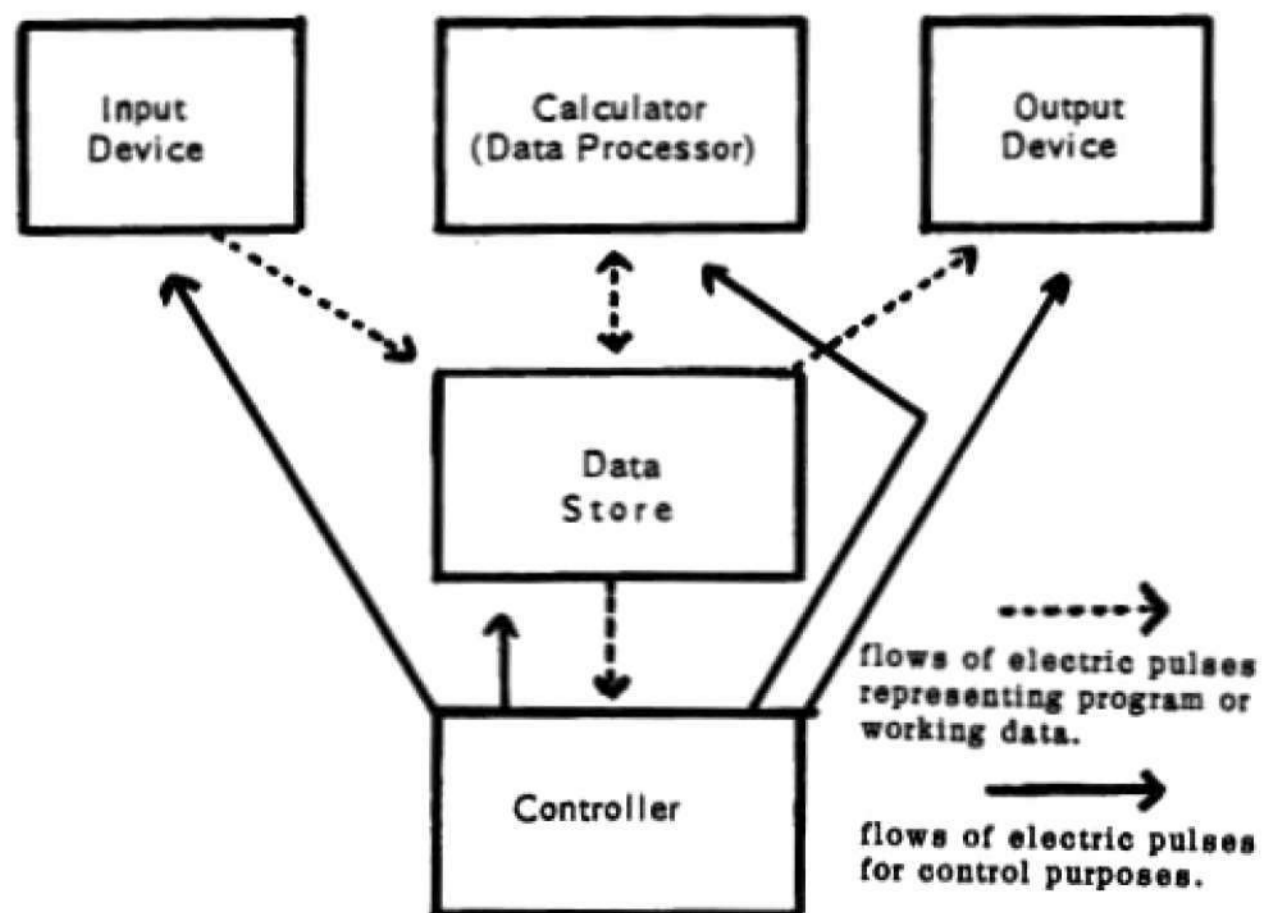 Input
Device
Calculator
(Data Processor)
Output
Device
Data
Store
Controller
flows of electric pulses
representing program or
working data.
flows of electric pulses
for control purposes.